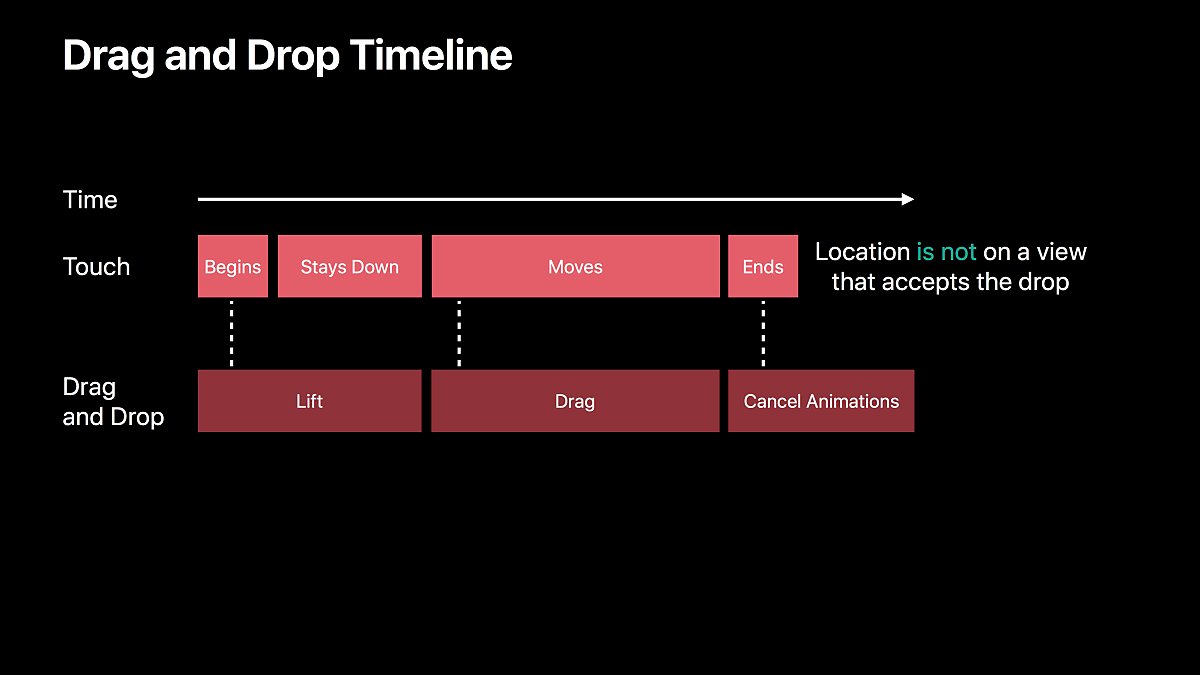 Drag and Drop Timeline
Time
Touch
Begins
Stays Down
Moves
Ends
Location is not on a view
that accepts the drop
Drag
and Drop
Lift
Drag
Cancel Animations